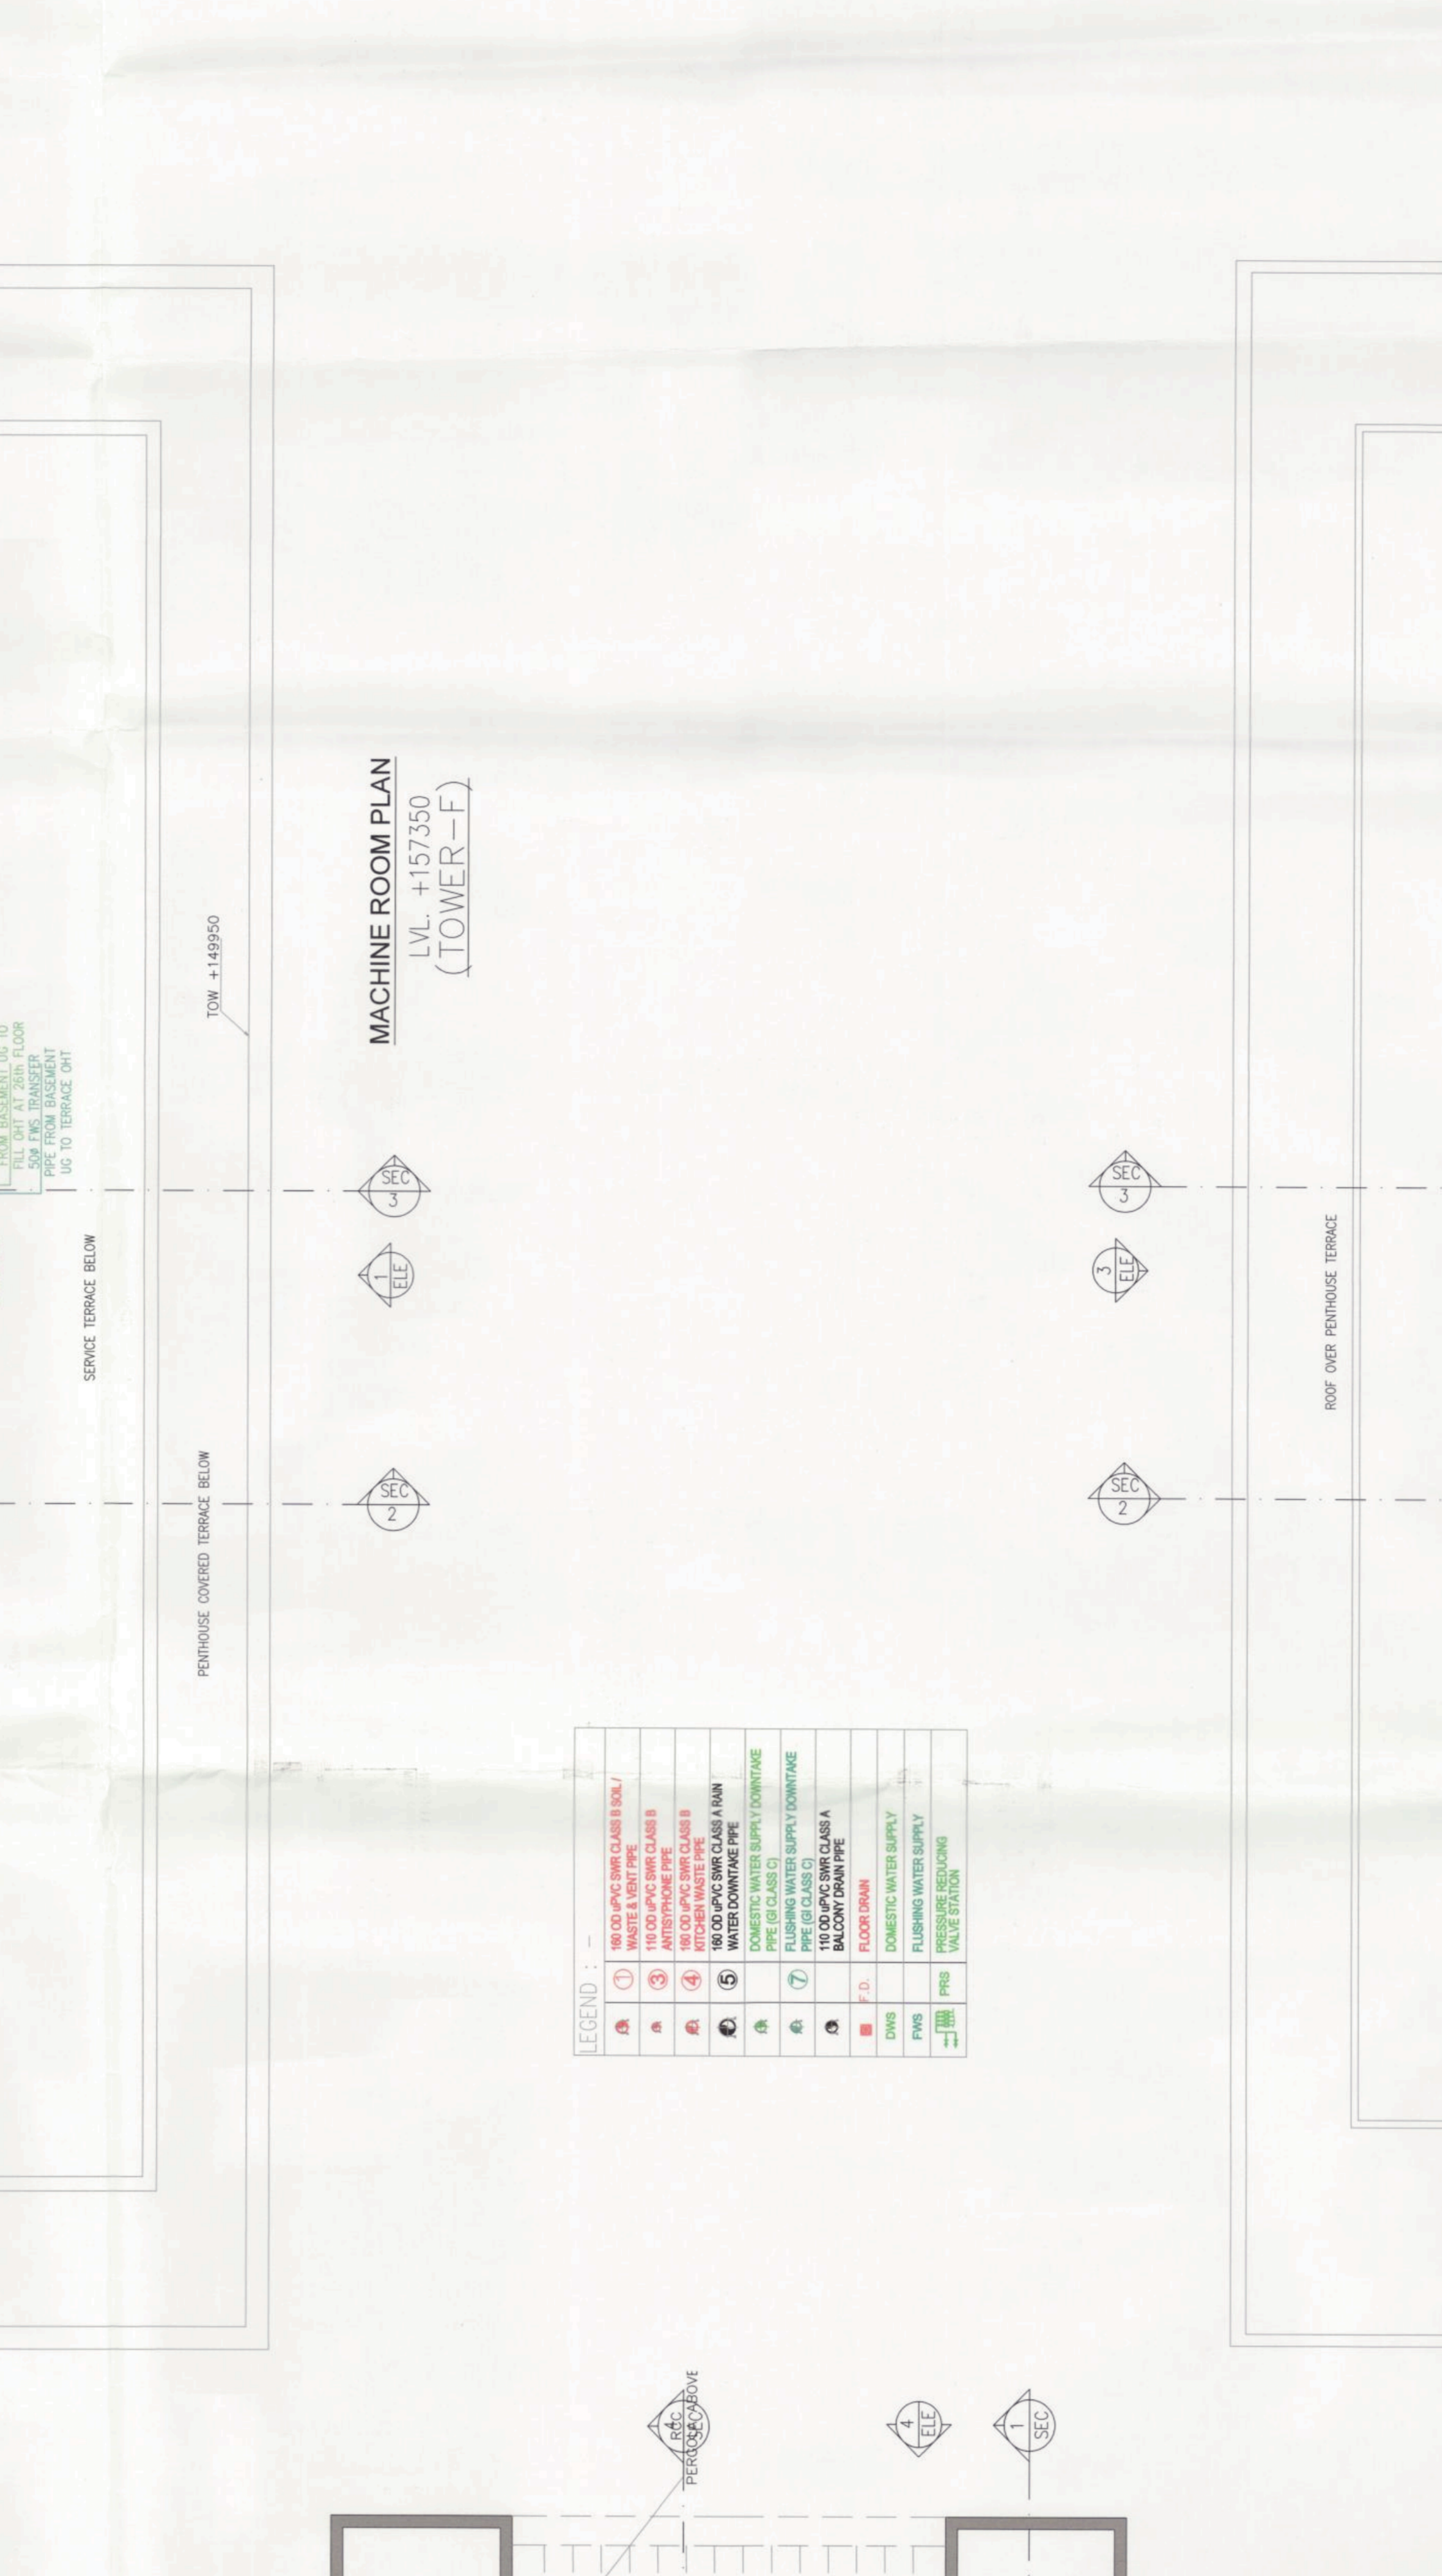 FILL OHT AT 26th FLOOR
50ø FWS TRANSFER
PIPE FROM BASEMENT
UG TO TERRACE OHT
SERVICE TERRACE BELOW
TOW +149950
PENTHOUSE COVERED TERRACE BELOW
MACHINE ROOM PLAN
LVL. +157350
(TOWER-F)
SEC
3
1
ELE
SEC
2
SEC
3
3
ELE
SEC
2
ROOF OVER PENTHOUSE TERRACE
LEGEND : -
1 160 OD uPVC SWR CLASS B SOIL /
WASTE & VENT PIPE
3 110 OD uPVC SWR CLASS B
ANTISYPHONE PIPE
4 160 OD uPVC SWR CLASS B
KITCHEN WASTE PIPE
5 160 OD uPVC SWR CLASS A RAIN
WATER DOWNTAKE PIPE
DOMESTIC WATER SUPPLY DOWNTAKE
PIPE (GI CLASS C)
7 FLUSHING WATER SUPPLY DOWNTAKE
PIPE (GI CLASS C)
110 OD uPVC SWR CLASS A
BALCONY DRAIN PIPE
F.D. FLOOR DRAIN
DWS DOMESTIC WATER SUPPLY
FWS FLUSHING WATER SUPPLY
PRS PRESSURE REDUCING
VALVE STATION
4
SEC
RCC
PERGOLA ABOVE
4
ELE
1
SEC